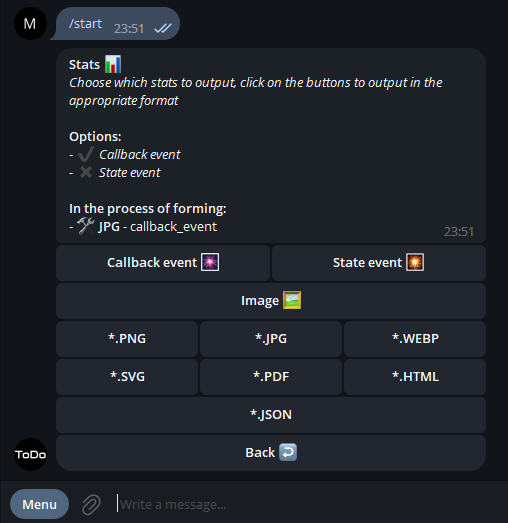 M
/start
23:51
Stats 📊
Choose which stats to output, click on the buttons to output in the
appropriate format
Options:
- ✔️ Callback event
- ✖️ State event
In the process of forming:
- 🛠 JPG - callback_event
23:51
Callback event 🎆
State event 🎇
Image 🖼️
*.PNG
*.JPG
*.WEBP
*.SVG
*.PDF
*.HTML
*.JSON
ToDo
Back ↩️
Menu
Write a message...